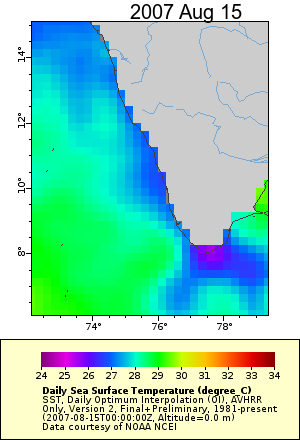 2007 Aug 15
14°
12°
10°
8°
74° 76° 78°
24 25 26 27 28 29 30 31 32 33 34
Daily Sea Surface Temperature (degree_C)
SST, Daily Optimum Interpolation (OI), AVHRR
Only, Version 2, Final+Preliminary, 1981-present
(2007-08-15T00:00:00Z, Altitude=0.0 m)
Data courtesy of NOAA NCEI